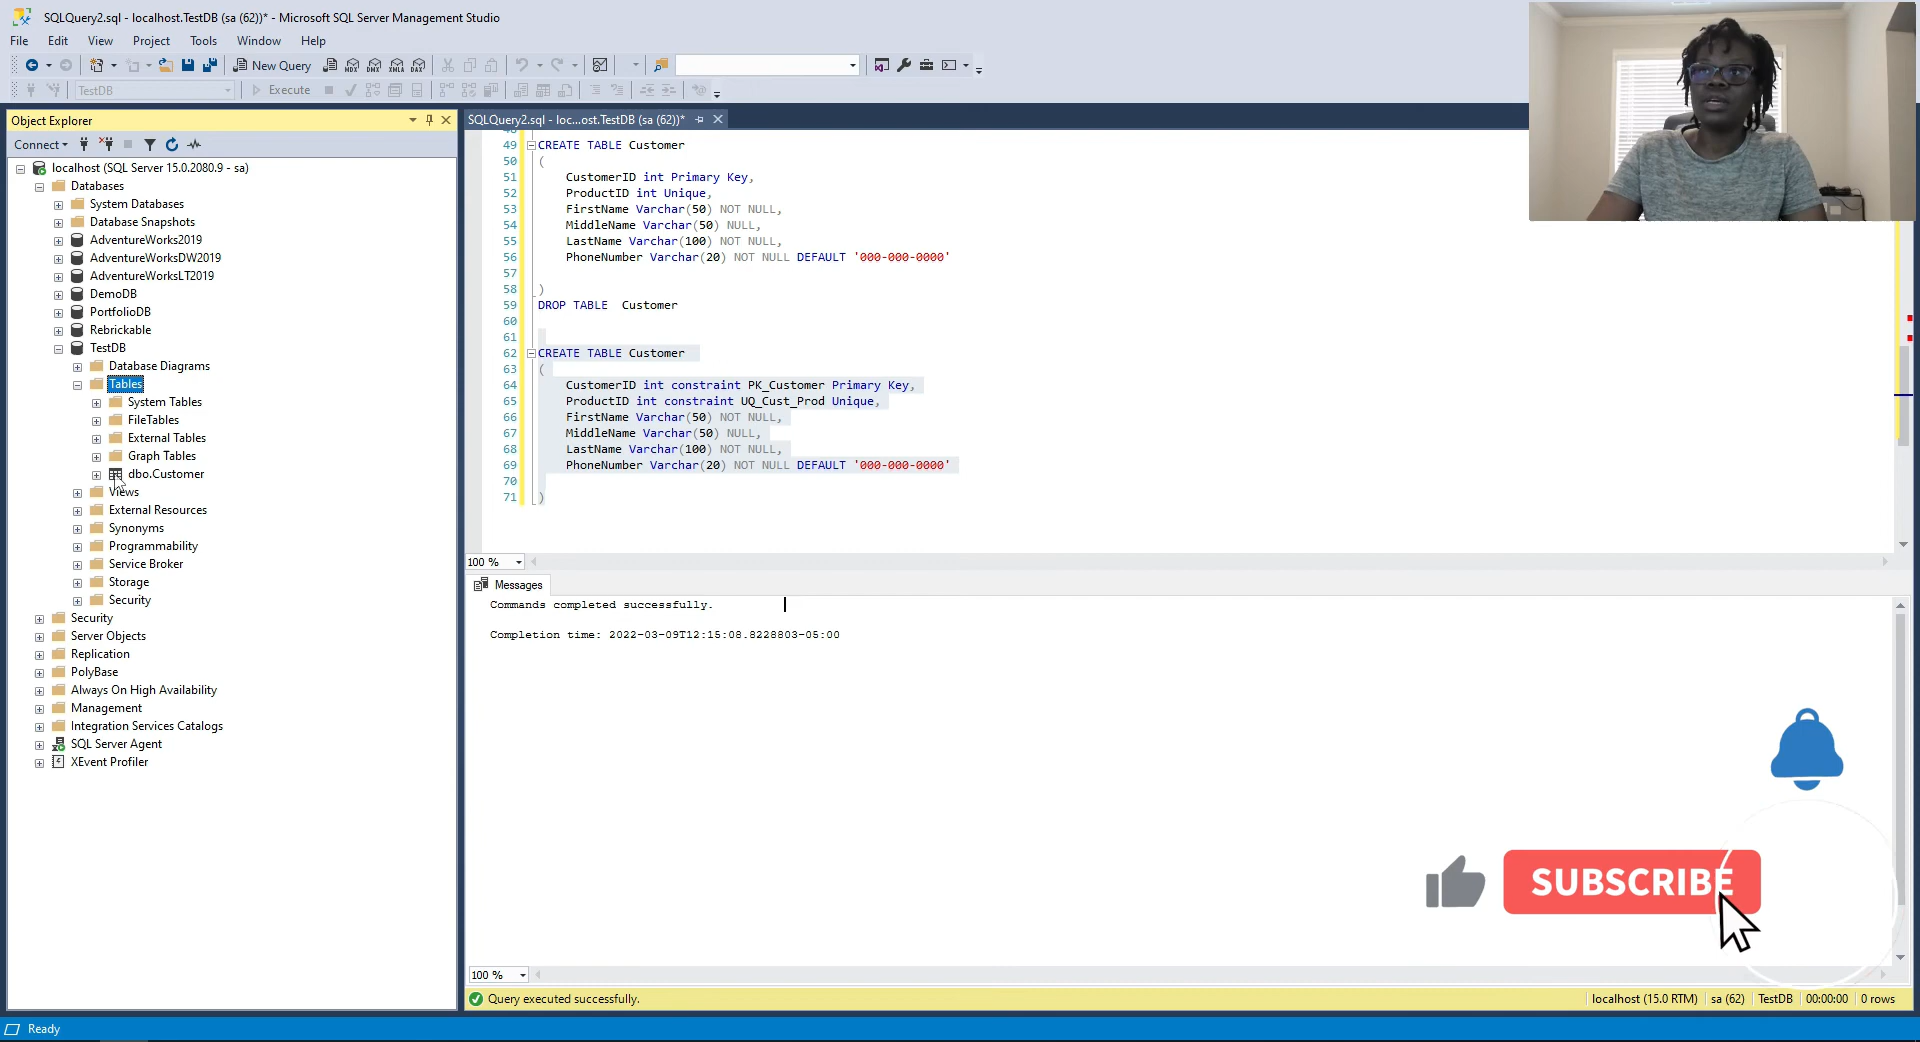 SQLQuery2.sql - localhost.TestDB (sa (62))* - Microsoft SQL Server Management Studio
File Edit View Project Tools Window Help
New Query
MDX DMX XMLA DAX
TestDB
Execute
Object Explorer
Connect
localhost (SQL Server 15.0.2080.9 - sa)
Databases
System Databases
Database Snapshots
AdventureWorks2019
AdventureWorksDW2019
AdventureWorksLT2019
DemoDB
PortfolioDB
Rebrickable
TestDB
Database Diagrams
Tables
System Tables
FileTables
External Tables
Graph Tables
dbo.Customer
Views
External Resources
Synonyms
Programmability
Service Broker
Storage
Security
Security
Server Objects
Replication
PolyBase
Always On High Availability
Management
Integration Services Catalogs
SQL Server Agent
XEvent Profiler
SQLQuery2.sql - loc...ost.TestDB (sa (62))*
48
49 CREATE TABLE Customer
50 (
51 CustomerID int Primary Key,
52 ProductID int Unique,
53 FirstName Varchar(50) NOT NULL,
54 MiddleName Varchar(50) NULL,
55 LastName Varchar(100) NOT NULL,
56 PhoneNumber Varchar(20) NOT NULL DEFAULT '000-000-0000'
57
58 )
59 DROP TABLE Customer
60
61
62 CREATE TABLE Customer
63 (
64 CustomerID int constraint PK_Customer Primary Key,
65 ProductID int constraint UQ_Cust_Prod Unique,
66 FirstName Varchar(50) NOT NULL,
67 MiddleName Varchar(50) NULL,
68 LastName Varchar(100) NOT NULL,
69 PhoneNumber Varchar(20) NOT NULL DEFAULT '000-000-0000'
70
71 )
100 %
Messages
Commands completed successfully.
Completion time: 2022-03-09T12:15:08.8228803-05:00
SUBSCRIBE
100 %
Query executed successfully.
localhost (15.0 RTM) sa (62) TestDB 00:00:00 0 rows
Ready